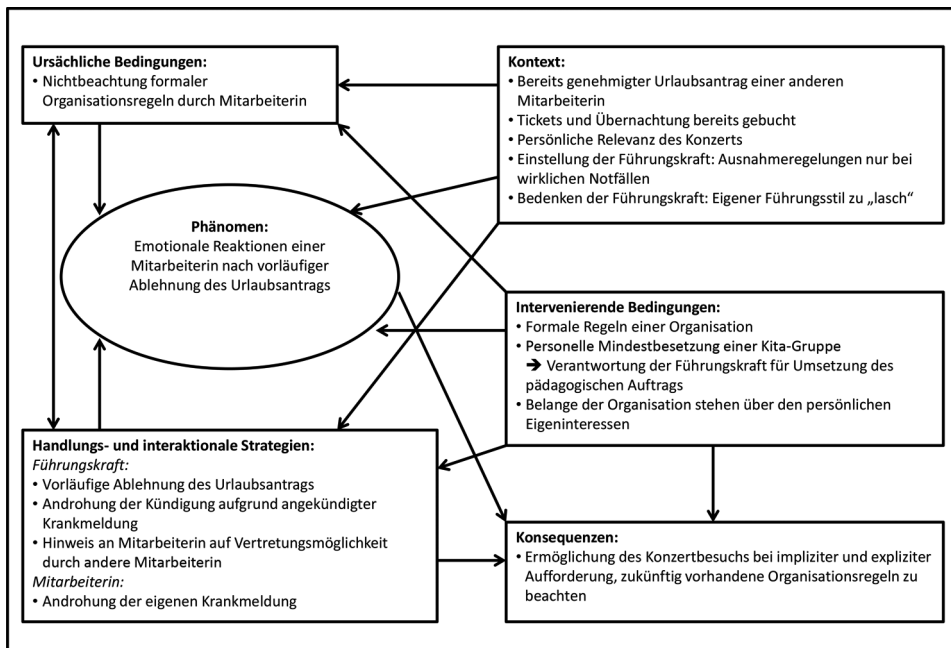 Ursächliche Bedingungen:
• Nichtbeachtung formaler
Organisationsregeln durch Mitarbeiterin
Kontext:
• Bereits genehmigter Urlaubsantrag einer anderen
Mitarbeiterin
• Tickets und Übernachtung bereits gebucht
• Persönliche Relevanz des Konzerts
• Einstellung der Führungskraft: Ausnahmeregelungen nur bei
wirklichen Notfällen
• Bedenken der Führungskraft: Eigener Führungsstil zu „lasch“
Phänomen:
Emotionale Reaktionen einer
Mitarbeiterin nach vorläufiger
Ablehnung des Urlaubsantrags
Intervenierende Bedingungen:
• Formale Regeln einer Organisation
• Personelle Mindestbesetzung einer Kita-Gruppe
➔ Verantwortung der Führungskraft für Umsetzung des
pädagogischen Auftrags
• Belange der Organisation stehen über den persönlichen
Eigeninteressen
Handlungs- und interaktionale Strategien:
Führungskraft:
• Vorläufige Ablehnung des Urlaubsantrags
• Androhung der Kündigung aufgrund angekündigter
Krankmeldung
• Hinweis an Mitarbeiterin auf Vertretungsmöglichkeit
durch andere Mitarbeiterin
Mitarbeiterin:
• Androhung der eigenen Krankmeldung
Konsequenzen:
• Ermöglichung des Konzertbesuchs bei impliziter und expliziter
Aufforderung, zukünftig vorhandene Organisationsregeln zu
beachten